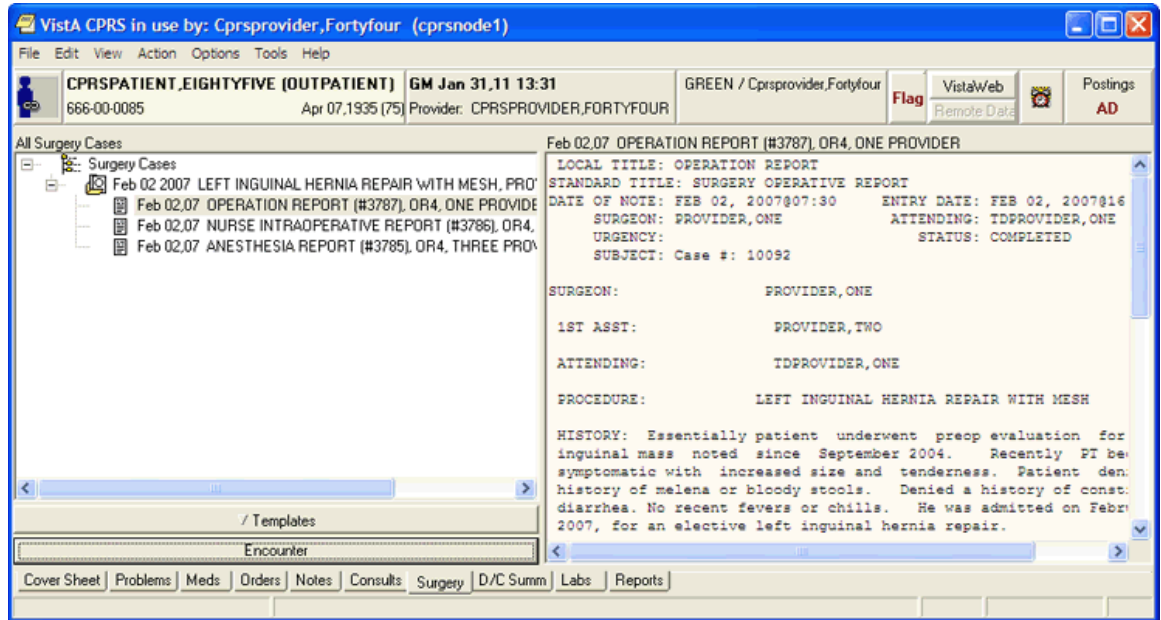 VistA CPRS in use by: Cprsprovider,Fortyfour (cprsnode1)
File Edit View Action Options Tools Help
CPRSPATIENT,EIGHTYFIVE (OUTPATIENT)
666-00-0085 Apr 07,1935 (75)
GM Jan 31,11 13:31
Provider: CPRSPROVIDER,FORTYFOUR
GREEN / Cprsprovider,Fortyfour
Flag
VistaWeb
Remote Data
Postings
AD
All Surgery Cases
Surgery Cases
Feb 02 2007 LEFT INGUINAL HERNIA REPAIR WITH MESH, PRO
Feb 02,07 OPERATION REPORT (#3787), OR4, ONE PROVIDE
Feb 02,07 NURSE INTRAOPERATIVE REPORT (#3786), OR4,
Feb 02,07 ANESTHESIA REPORT (#3785), OR4, THREE PROV
/ Templates
Encounter
Feb 02,07 OPERATION REPORT (#3787), OR4, ONE PROVIDER
LOCAL TITLE: OPERATION REPORT
STANDARD TITLE: SURGERY OPERATIVE REPORT
DATE OF NOTE: FEB 02, 2007@07:30 ENTRY DATE: FEB 02, 2007@16
SURGEON: PROVIDER,ONE ATTENDING: TDPROVIDER,ONE
URGENCY: STATUS: COMPLETED
SUBJECT: Case #: 10092
SURGEON: PROVIDER,ONE
1ST ASST: PROVIDER,TWO
ATTENDING: TDPROVIDER,ONE
PROCEDURE: LEFT INGUINAL HERNIA REPAIR WITH MESH
HISTORY: Essentially patient underwent preop evaluation for
inguinal mass noted since September 2004. Recently PT be
symptomatic with increased size and tenderness. Patient den
history of melena or bloody stools. Denied a history of const
diarrhea. No recent fevers or chills. He was admitted on Febr
2007, for an elective left inguinal hernia repair.
Cover Sheet Problems Meds Orders Notes Consults Surgery D/C Summ Labs Reports